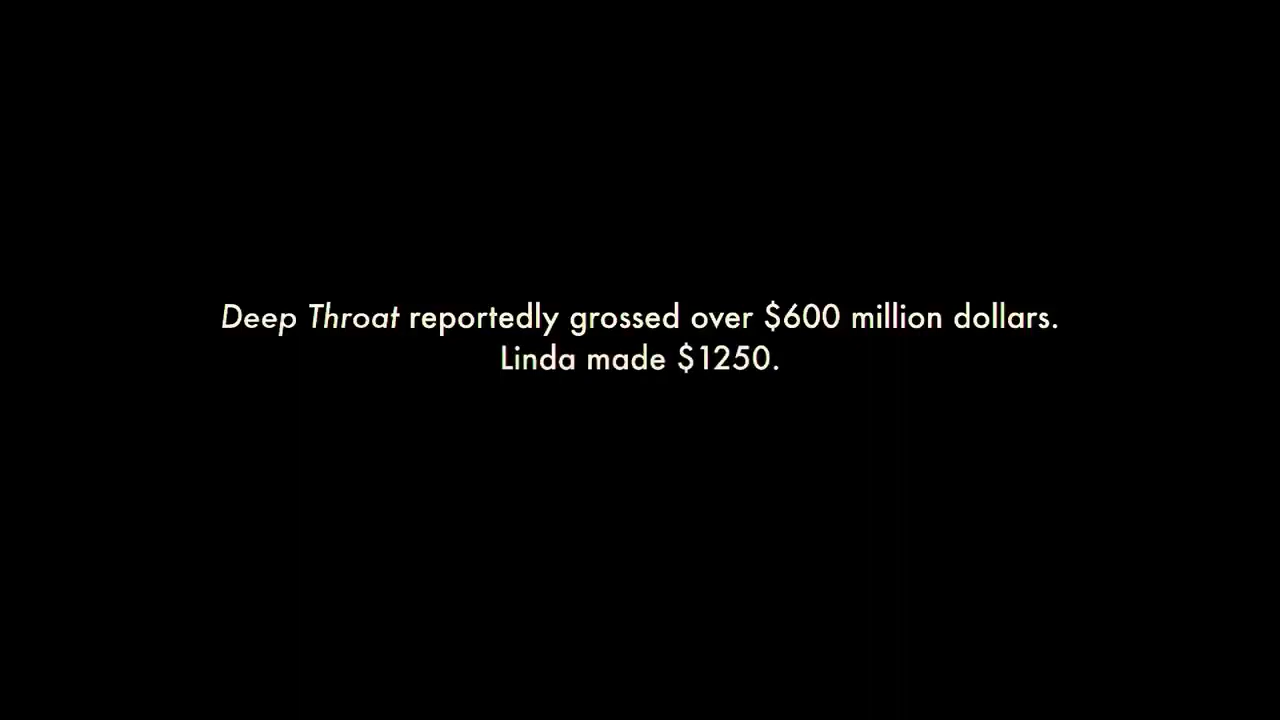 Deep Throat reportedly grossed over $600 million dollars.
Linda made $1250.